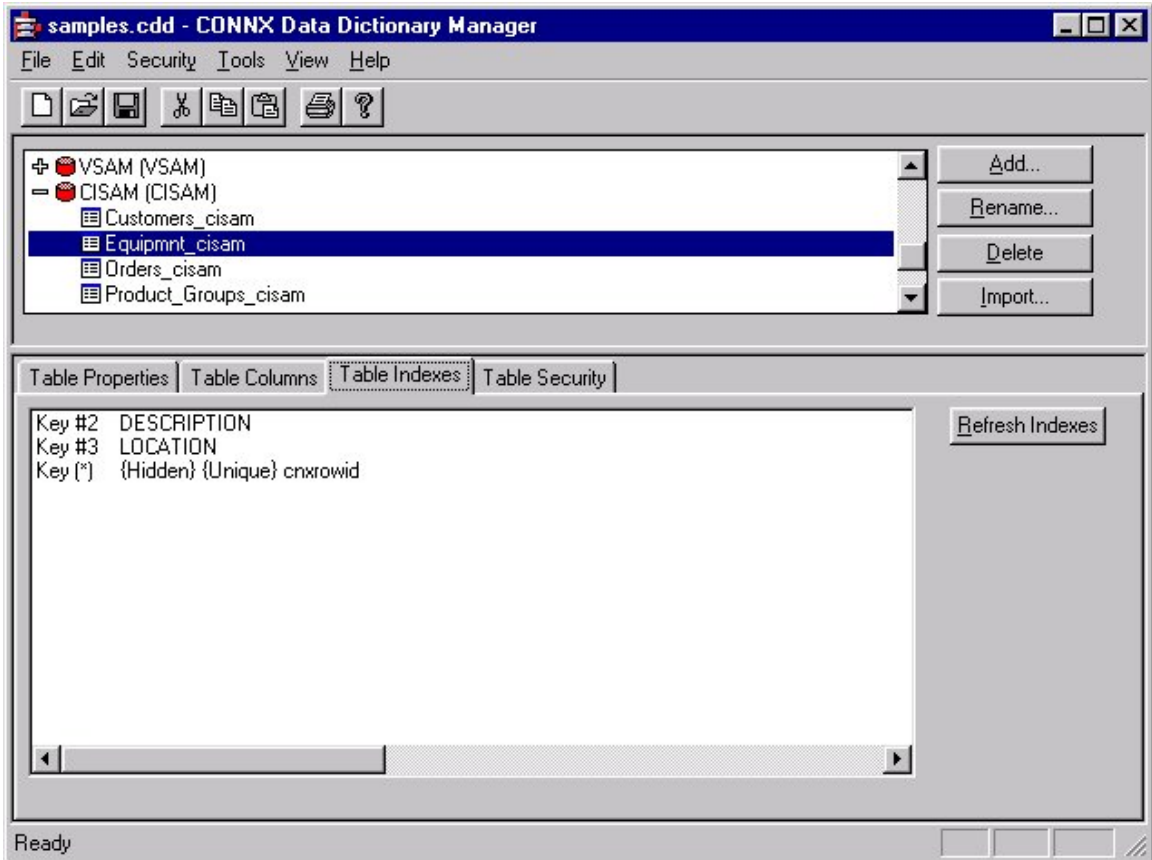 samples.cdd - CONNX Data Dictionary Manager
File Edit Security Tools View Help
VSAM (VSAM)
CISAM (CISAM)
Customers_cisam
Equipmnt_cisam
Orders_cisam
Product_Groups_cisam
Add...
Rename...
Delete
Import...
Table Properties Table Columns Table Indexes Table Security
Key #2 DESCRIPTION
Key #3 LOCATION
Key (*) {Hidden} {Unique} cnxrowid
Refresh Indexes
Ready